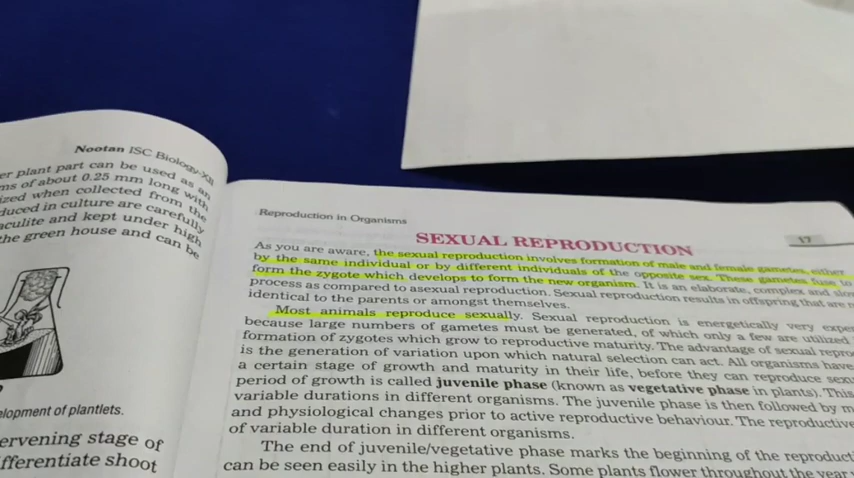 Nootan ISC Biology-XII
er plant part can be used as an
ms of about 0.25 mm long with
ized when collected from the
duced in culture are carefully
aculite and kept under high
the green house and can be
elopment of plantlets.
ervening stage of
fferentiate shoot
Reproduction in Organisms
17
SEXUAL REPRODUCTION
As you are aware, the sexual reproduction involves formation of male and female gametes, either
by the same individual or by different individuals of the opposite sex. These gametes fuse to
form the zygote which develops to form the new organism. It is an elaborate, complex and slow
process as compared to asexual reproduction. Sexual reproduction results in offspring that are n
identical to the parents or amongst themselves.
Most animals reproduce sexually. Sexual reproduction is energetically very expe
because large numbers of gametes must be generated, of which only a few are utilized
formation of zygotes which grow to reproductive maturity. The advantage of sexual repro
is the generation of variation upon which natural selection can act. All organisms have
a certain stage of growth and maturity in their life, before they can reproduce sexu
period of growth is called juvenile phase (known as vegetative phase in plants). This
variable durations in different organisms. The juvenile phase is then followed by m
and physiological changes prior to active reproductive behaviour. The reproductive
of variable duration in different organisms.
The end of juvenile/vegetative phase marks the beginning of the reproduct
can be seen easily in the higher plants. Some plants flower throughout the year